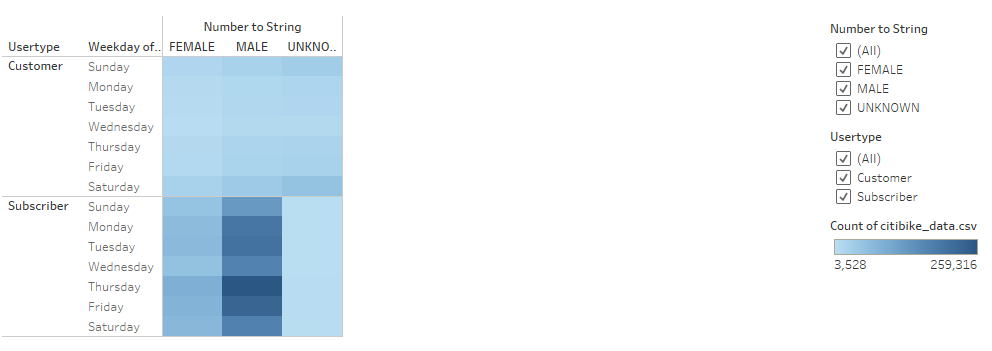 Number to String
Usertype Weekday of.. FEMALE MALE UNKNO..
Customer Sunday
Monday
Tuesday
Wednesday
Thursday
Friday
Saturday
Subscriber Sunday
Monday
Tuesday
Wednesday
Thursday
Friday
Saturday
Number to String
(All)
FEMALE
MALE
UNKNOWN
Usertype
(All)
Customer
Subscriber
Count of citibike_data.csv
3,528 259,316